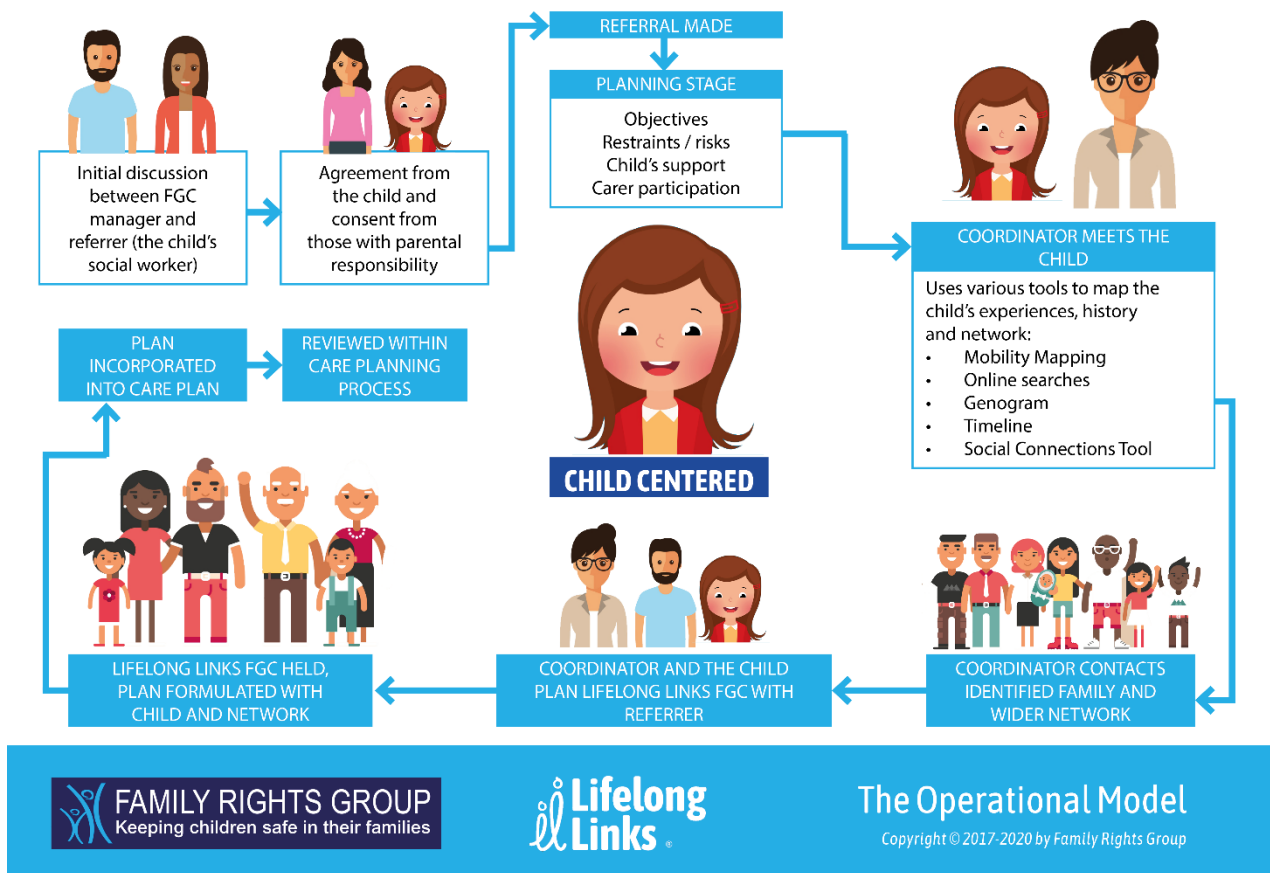 Initial discussion
between FGC
manager and
referrer (the child's
social worker)
Agreement from
the child and
consent from
those with parental
responsibility
REFERRAL MADE
PLANNING STAGE
Objectives
Restraints / risks
Child's support
Carer participation
COORDINATOR MEETS THE
CHILD
Uses various tools to map the
child's experiences, history
and network:
• Mobility Mapping
• Online searches
• Genogram
• Timeline
• Social Connections Tool
COORDINATOR CONTACTS
IDENTIFIED FAMILY AND
WIDER NETWORK
COORDINATOR AND THE CHILD
PLAN LIFELONG LINKS FGC WITH
REFERRER
LIFELONG LINKS FGC HELD,
PLAN FORMULATED WITH
CHILD AND NETWORK
PLAN
INCORPORATED
INTO CARE PLAN
REVIEWED WITHIN
CARE PLANNING
PROCESS
CHILD CENTERED
FAMILY RIGHTS GROUP
Keeping children safe in their families
Lifelong
Links ®
The Operational Model
Copyright © 2017-2020 by Family Rights Group